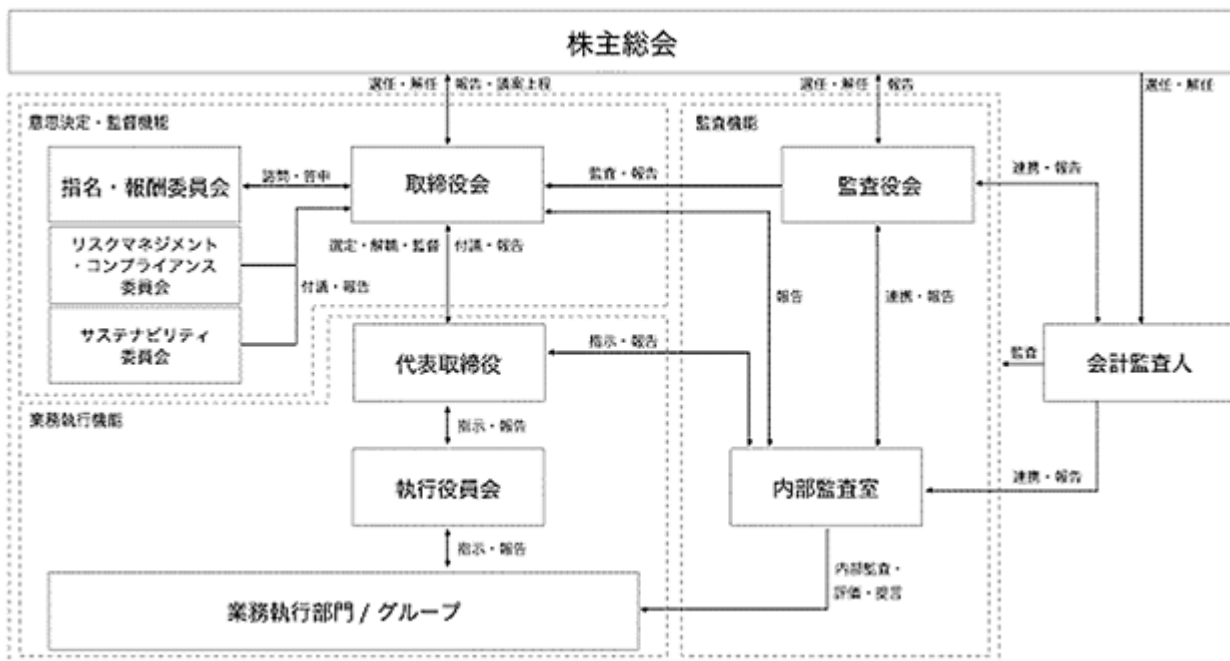 株主総会
選任・解任
報告・議案上程
選任・解任
報告
選任・解任
意思決定・監督機能
監査機能
指名・報酬委員会
諮問・答申
取締役会
監査・報告
監査役会
連携・報告
リスクマネジメント
・コンプライアンス
委員会
選定・解職・監督
付議・報告
付議・報告
報告
連携・報告
サステナビリティ
委員会
代表取締役
指示・報告
監査
会計監査人
業務執行機能
指示・報告
執行役員会
内部監査室
連携・報告
指示・報告
内部監査・
評価・提言
業務執行部門 / グループ